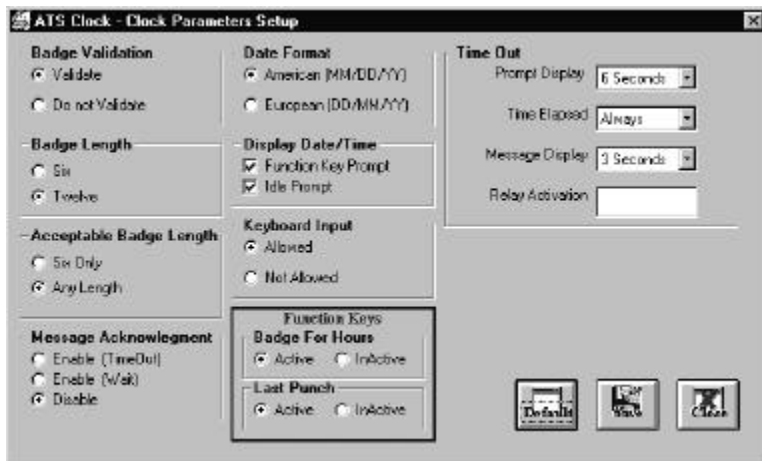 ATS Clock - Clock Parameters Setup
Badge Validation
Validate
Do not Validate
Badge Length
Six
Twelve
Acceptable Badge Length
Six Only
Any Length
Message Acknowlegment
Enable (TimeOut)
Enable (Wait)
Disable
Date Format
American (MM/DD/YY)
European (DD/MM/YY)
Display Date/Time
Function Key Prompt
Idle Prompt
Keyboard Input
Allowed
Not Allowed
Function Keys
Badge For Hours
Active InActive
Last Punch
Active InActive
Time Out
Prompt Display 6 Seconds
Time Elapsed Always
Message Display 3 Seconds
Relay Activation
Default Save Close